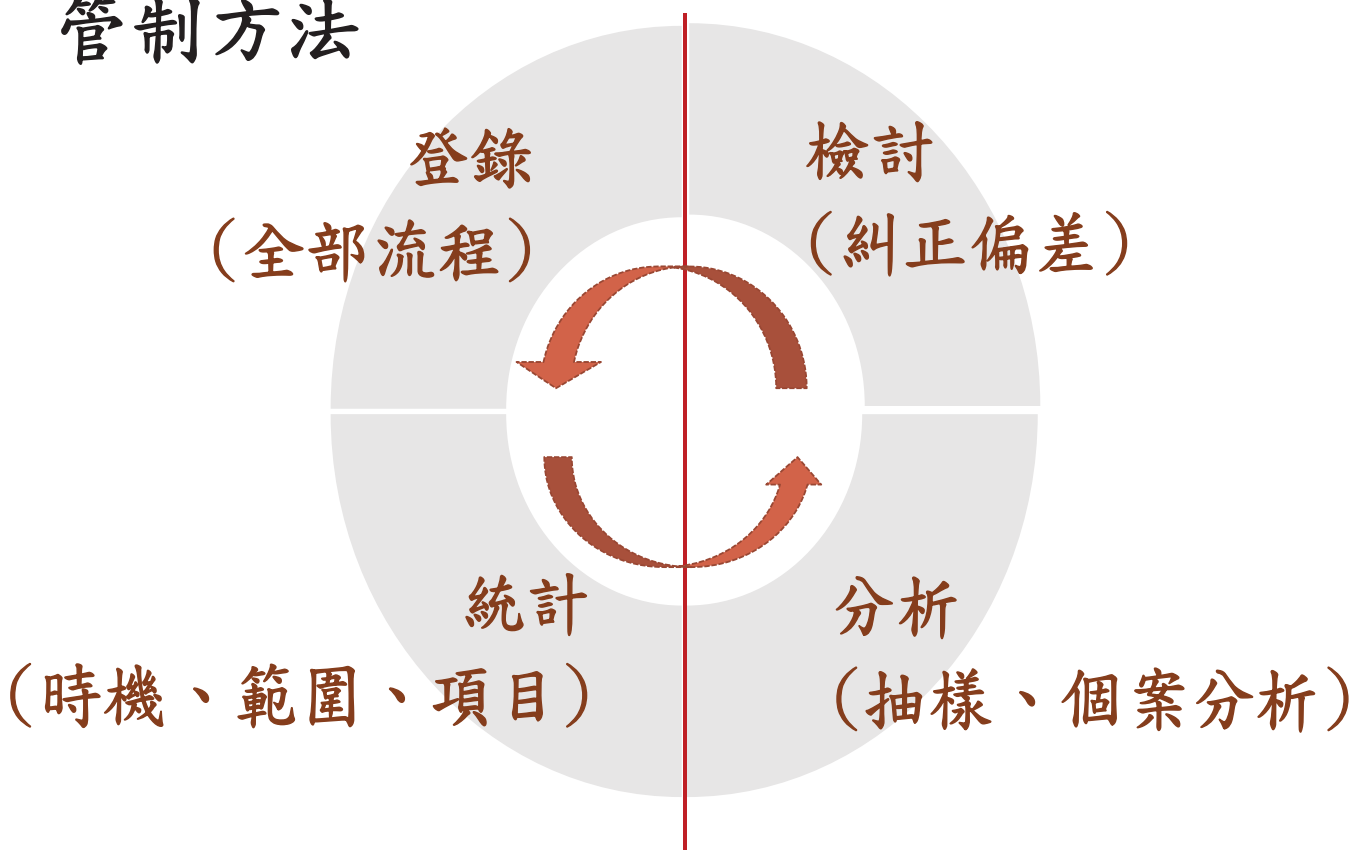 管制方法
登錄
（全部流程）
檢討
（糾正偏差）
統計
（時機、範圍、項目）
分析
（抽樣、個案分析）